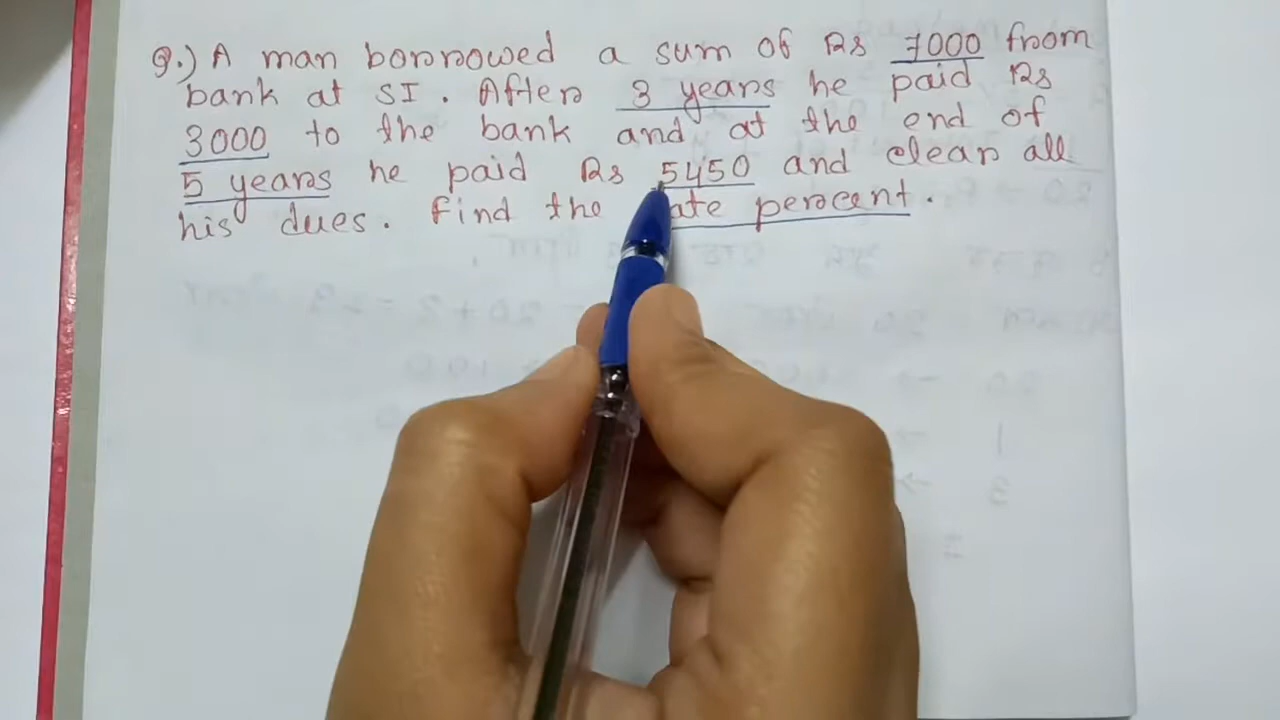 Q.) A man borrowed a sum of Rs 7000 from
bank at SI. After 3 years he paid Rs
3000 to the bank and at the end of
5 years he paid Rs 5450 and clear all
his dues. Find the ate percent.